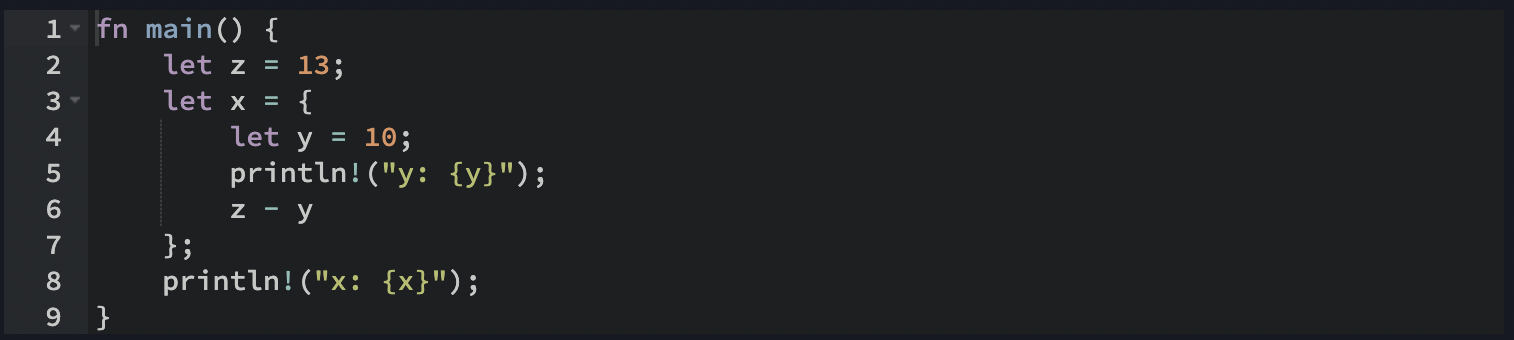 1 fn main() {
2     let z = 13;
3     let x = {
4         let y = 10;
5         println!("y: {y}");
6         z - y
7     };
8     println!("x: {x}");
9 }